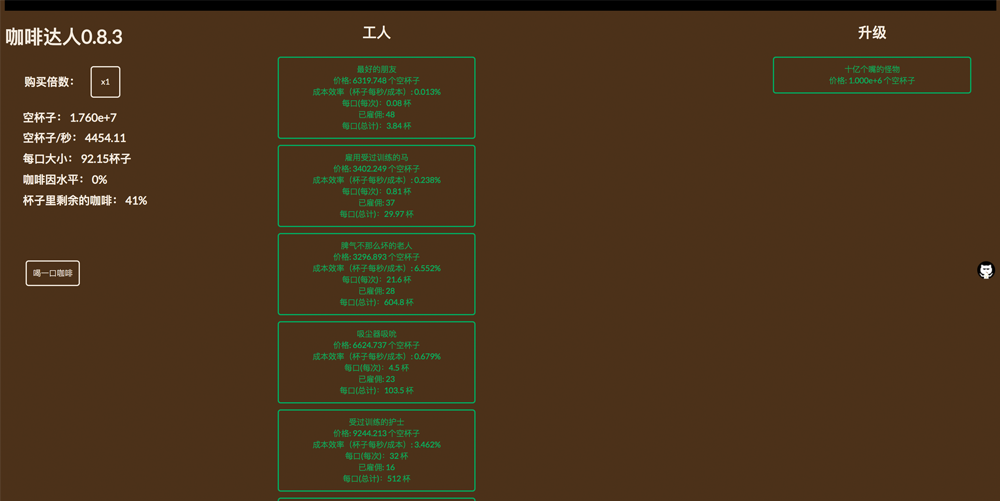 咖啡达人0.8.3
购买倍数: x1
空杯子: 1.760e+7
空杯子/秒: 4454.11
每口大小: 92.15杯子
咖啡因水平: 0%
杯子里剩余的咖啡: 41%
喝一口咖啡
工人
最好的朋友
价格: 6319.748 个空杯子
成本效率（杯子每秒/成本）: 0.013%
每口(每次): 0.08 杯
已雇佣: 48
每口(总计): 3.84 杯
雇用受过训练的马
价格: 3402.249 个空杯子
成本效率（杯子每秒/成本）: 0.238%
每口(每次): 0.81 杯
已雇佣: 37
每口(总计): 29.97 杯
脾气不那么坏的老人
价格: 3296.893 个空杯子
成本效率（杯子每秒/成本）: 6.552%
每口(每次): 21.6 杯
已雇佣: 28
每口(总计): 604.8 杯
吸尘器吸吮
价格: 6624.737 个空杯子
成本效率（杯子每秒/成本）: 0.679%
每口(每次): 4.5 杯
已雇佣: 23
每口(总计): 103.5 杯
受过训练的护士
价格: 9244.213 个空杯子
成本效率（杯子每秒/成本）: 3.462%
每口(每次): 32 杯
已雇佣: 16
每口(总计): 512 杯
升级
十亿个嘴的怪物
价格: 1.000e+6 个空杯子